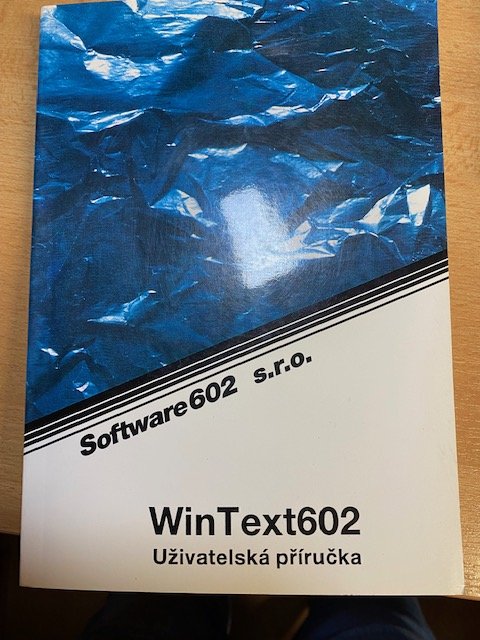 Software602 s.r.o.
WinText602
Uživatelská příručka